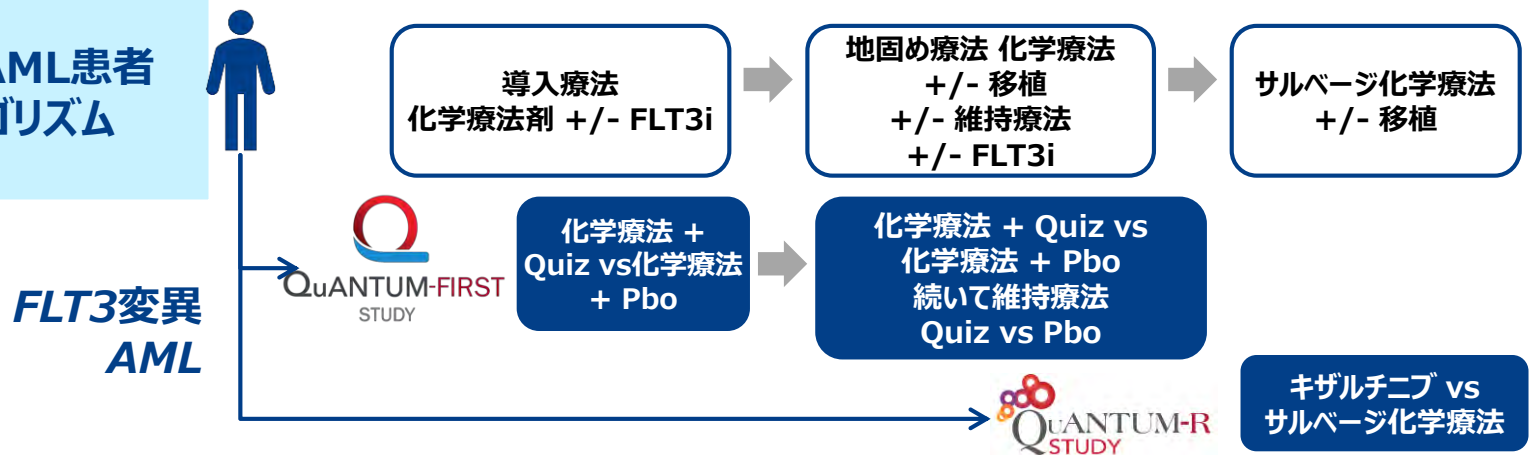 AML患者
ゴリズム
導入療法
化学療法剤 +/- FLT3i
地固め療法 化学療法
+/- 移植
+/- 維持療法
+/- FLT3i
サルベージ化学療法
+/- 移植
FLT3変異
AML
QuANTUM-FIRST
STUDY
化学療法 +
Quiz vs化学療法
+ Pbo
化学療法 + Quiz vs
化学療法 + Pbo
続いて維持療法
Quiz vs Pbo
QuANTUM-R
STUDY
キザルチニブ vs
サルベージ化学療法